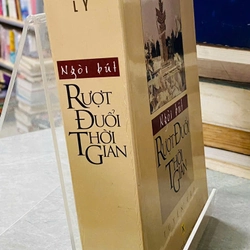 LÝ
Ngòi bút
RƯỢT
ĐUỔI
THỜI
GIAN
Ngòi bút
RƯỢT ĐUỔI
THỜI
GIAN